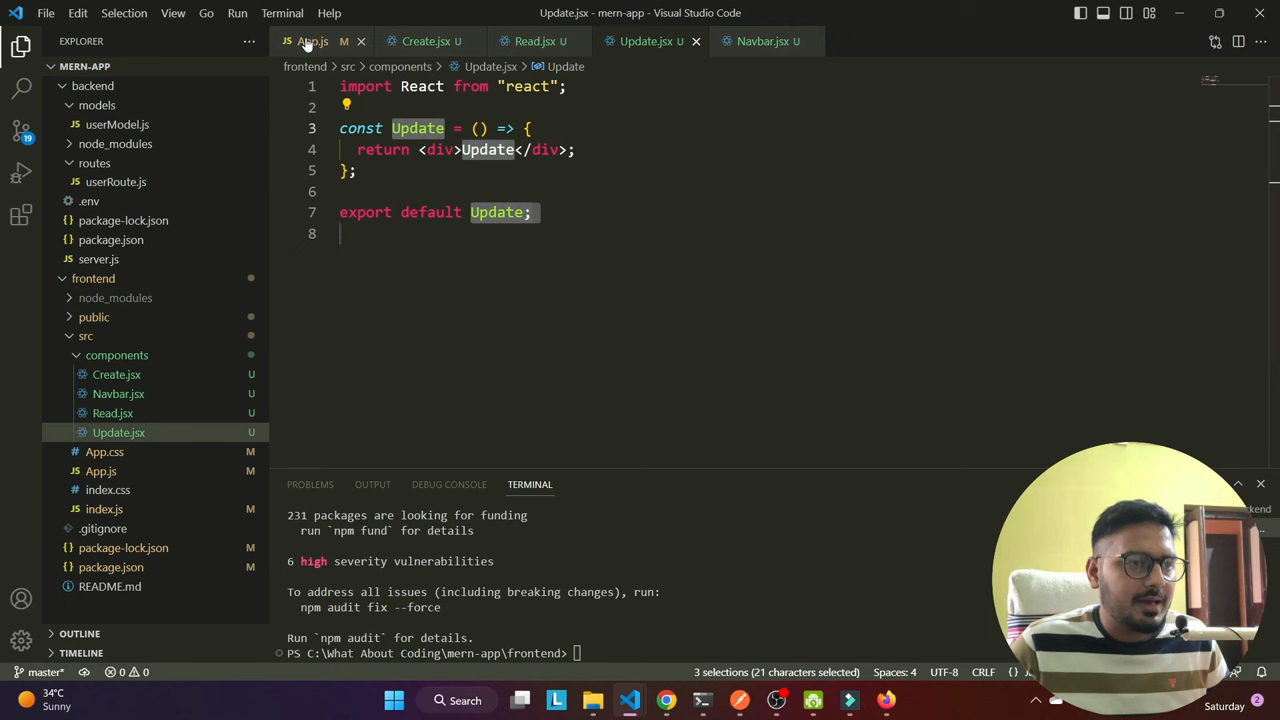 File Edit Selection View Go Run Terminal Help
Update.jsx - mern-app - Visual Studio Code
EXPLORER
JS App.js M
Create.jsx U
Read.jsx U
Update.jsx U
Navbar.jsx U
MERN-APP
backend
models
userModel.js
node_modules
routes
userRoute.js
.env
package-lock.json
package.json
server.js
frontend
node_modules
public
src
components
Create.jsx U
Navbar.jsx U
Read.jsx U
Update.jsx U
# App.css M
JS App.js M
# index.css
JS index.js M
.gitignore
{} package-lock.json M
{} package.json M
README.md
OUTLINE
TIMELINE
19
frontend > src > components > Update.jsx > Update
1 import React from "react";
2
3 const Update = () => {
4 return <div>Update</div>;
5 };
6
7 export default Update;
8
PROBLEMS OUTPUT DEBUG CONSOLE TERMINAL
231 packages are looking for funding
run `npm fund` for details
6 high severity vulnerabilities
To address all issues (including breaking changes), run:
npm audit fix --force
Run `npm audit` for details.
PS C:\What About Coding\mern-app\frontend>
master* 0 0
3 selections (21 characters selected) Spaces: 4 UTF-8 CRLF { }
34°C
Sunny
Search
Saturday 2